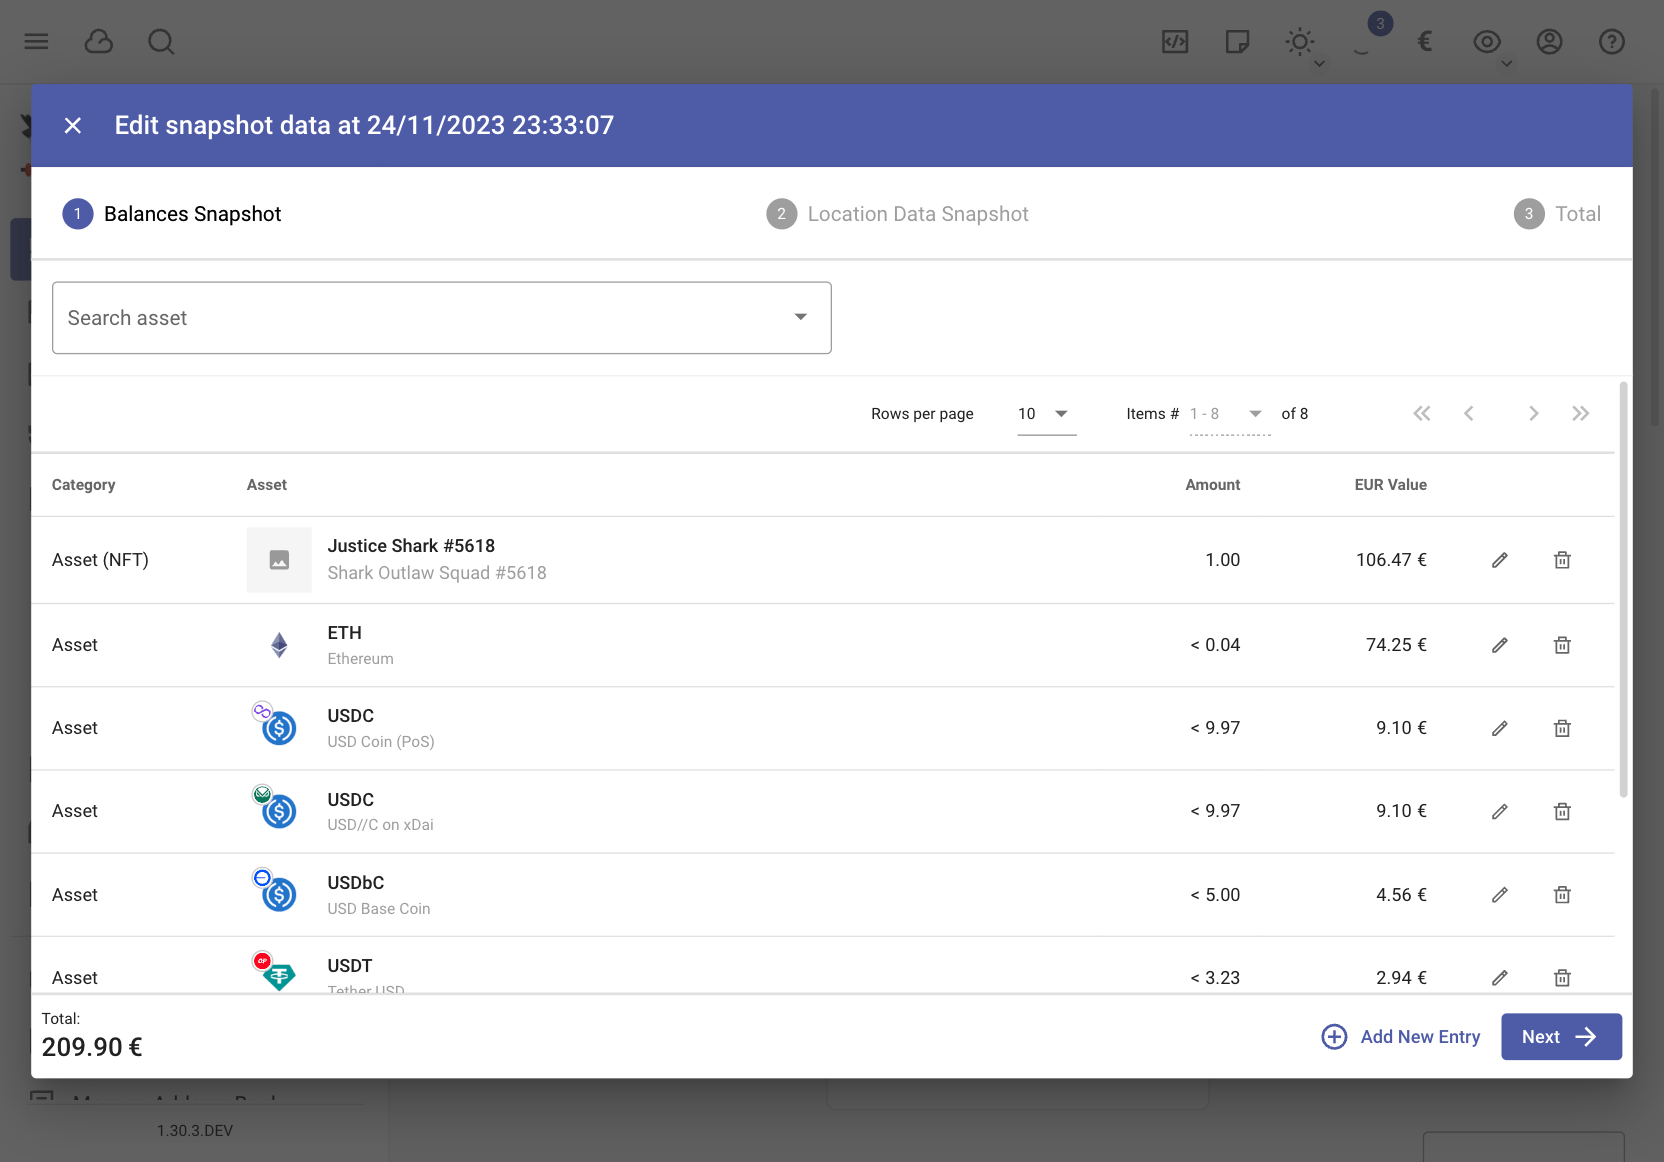 3
€
Edit snapshot data at 24/11/2023 23:33:07
1 Balances Snapshot
2 Location Data Snapshot
3 Total
Search asset
Rows per page 10 Items # 1 - 8 of 8
Category Asset Amount EUR Value
Asset (NFT) Justice Shark #5618 1.00 106.47 €
Shark Outlaw Squad #5618
Asset ETH < 0.04 74.25 €
Ethereum
Asset USDC < 9.97 9.10 €
USD Coin (PoS)
Asset USDC < 9.97 9.10 €
USD//C on xDai
Asset USDbC < 5.00 4.56 €
USD Base Coin
Asset USDT < 3.23 2.94 €
Tether USD
Total:
209.90 €
Add New Entry
Next
1.30.3.DEV